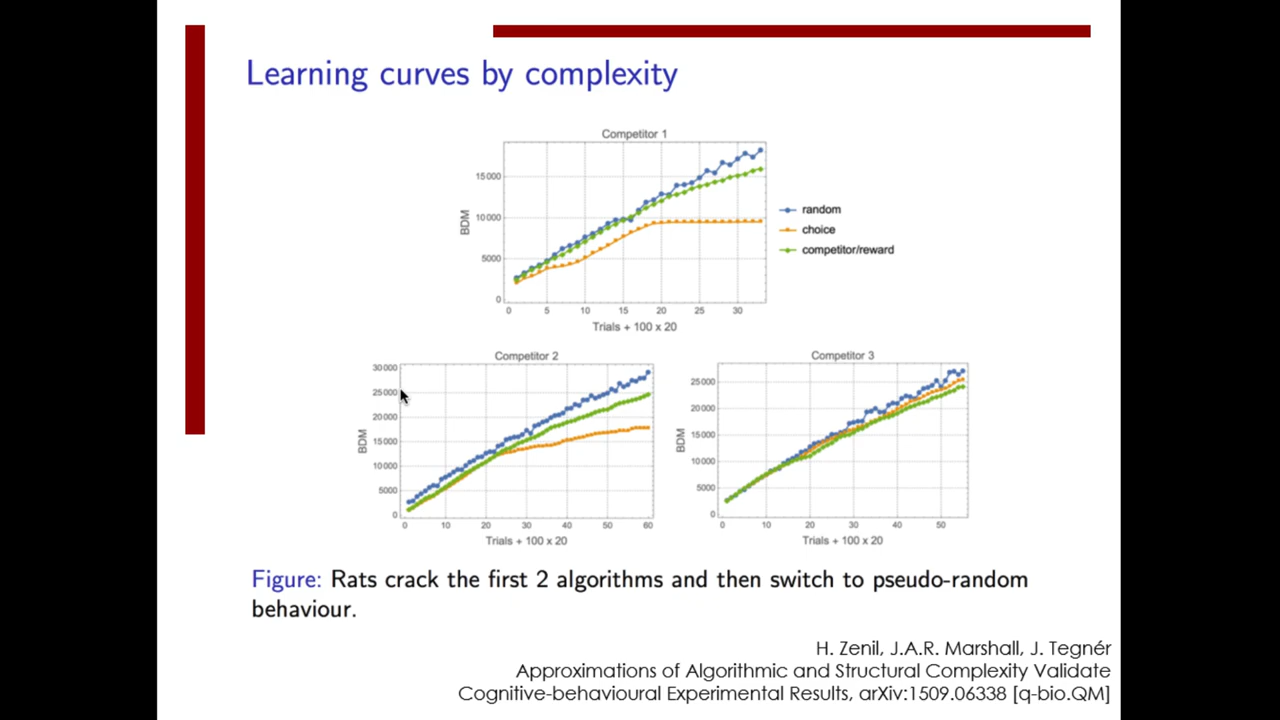 Learning curves by complexity
Competitor 1
15000
10000
5000
0
BDM
0 5 10 15 20 25 30
Trials + 100 x 20
random
choice
competitor/reward
Competitor 2
30000
25000
20000
15000
10000
5000
0
BDM
0 10 20 30 40 50 60
Trials + 100 x 20
Competitor 3
25000
20000
15000
10000
5000
0
BDM
0 10 20 30 40 50
Trials + 100 x 20
Figure: Rats crack the first 2 algorithms and then switch to pseudo-random
behaviour.
H. Zenil, J.A.R. Marshall, J. Tegnér
Approximations of Algorithmic and Structural Complexity Validate
Cognitive-behavioural Experimental Results, arXiv:1509.06338 [q-bio.QM]